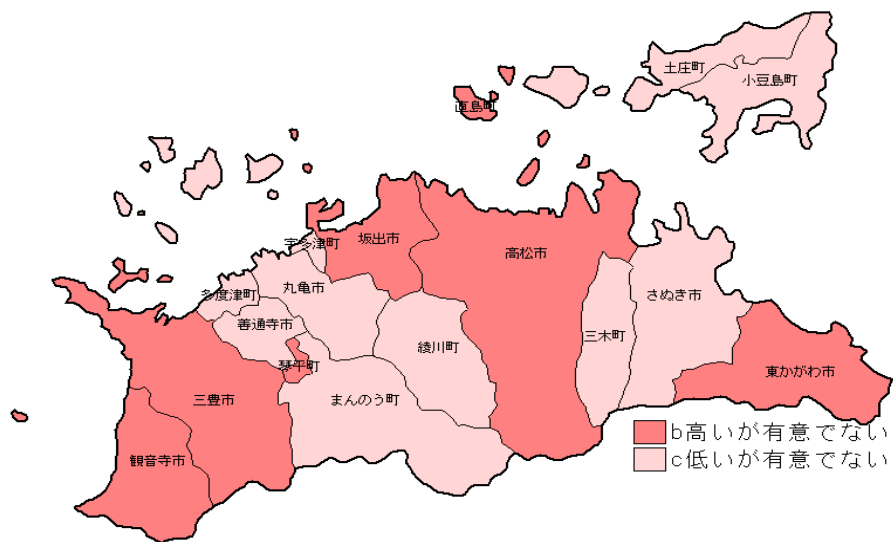 土庄町
小豆島町
直島町
宇多津町
坂出市
高松市
多度津町
丸亀市
さぬき市
善通寺市
三木町
綾川町
琴平町
東かがわ市
三豊市
まんのう町
観音寺市
b高いが有意でない
c低いが有意でない